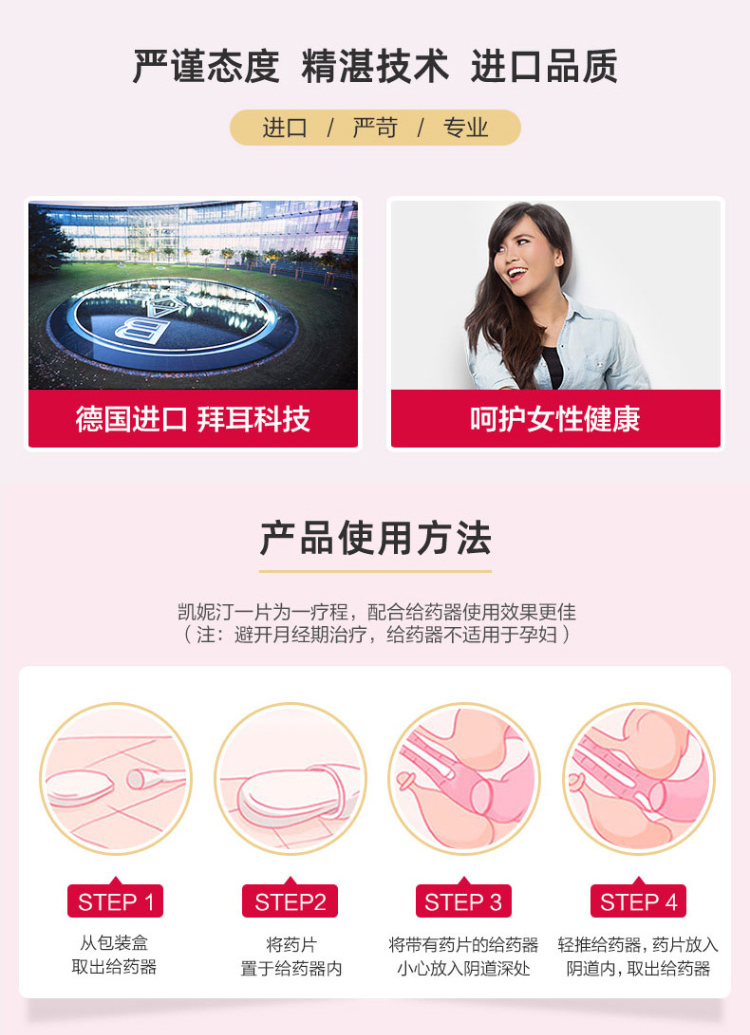 严谨态度 精湛技术 进口品质
进口 / 严苛 / 专业
BA
德国进口 拜耳科技
呵护女性健康
产品使用方法
凯妮汀一片为一疗程，配合给药器使用效果更佳
（注：避开月经期治疗，给药器不适用于孕妇）
STEP 1
STEP2
STEP 3
STEP 4
从包装盒
取出给药器
将药片
置于给药器内
将带有药片的给药器
小心放入阴道深处
轻推给药器，药片放入
阴道内，取出给药器